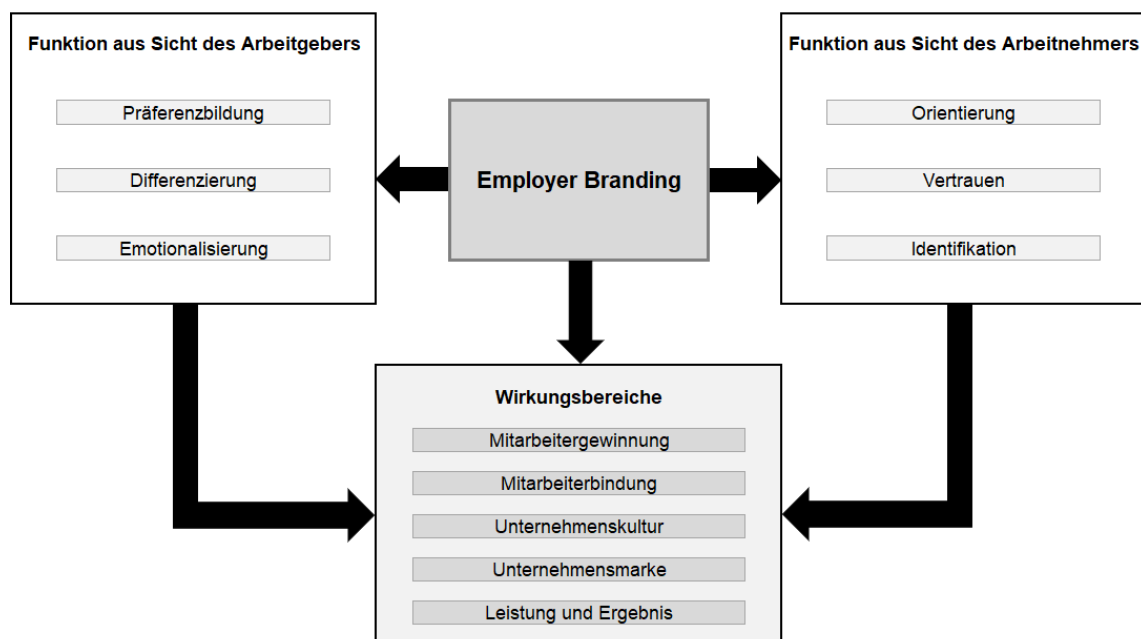 Funktion aus Sicht des Arbeitgebers
Präferenzbildung
Differenzierung
Emotionalisierung
Employer Branding
Funktion aus Sicht des Arbeitnehmers
Orientierung
Vertrauen
Identifikation
Wirkungsbereiche
Mitarbeitergewinnung
Mitarbeiterbindung
Unternehmenskultur
Unternehmensmarke
Leistung und Ergebnis